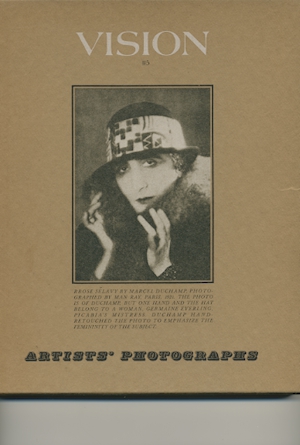 VISION
#5
RROSE SÉLAVY BY MARCEL DUCHAMP. PHOTO-
GRAPHED BY MAN RAY. PARIS, 1921. THE PHOTO
IS OF DUCHAMP, BUT ONE HAND AND THE HAT
BELONG TO A WOMAN, GERMAINE EVERLING,
PICABIA'S MISTRESS. DUCHAMP HAND-
RETOUCHED THE PHOTO TO EMPHASIZE THE
FEMININITY OF THE SUBJECT.
ARTISTS' PHOTOGRAPHS